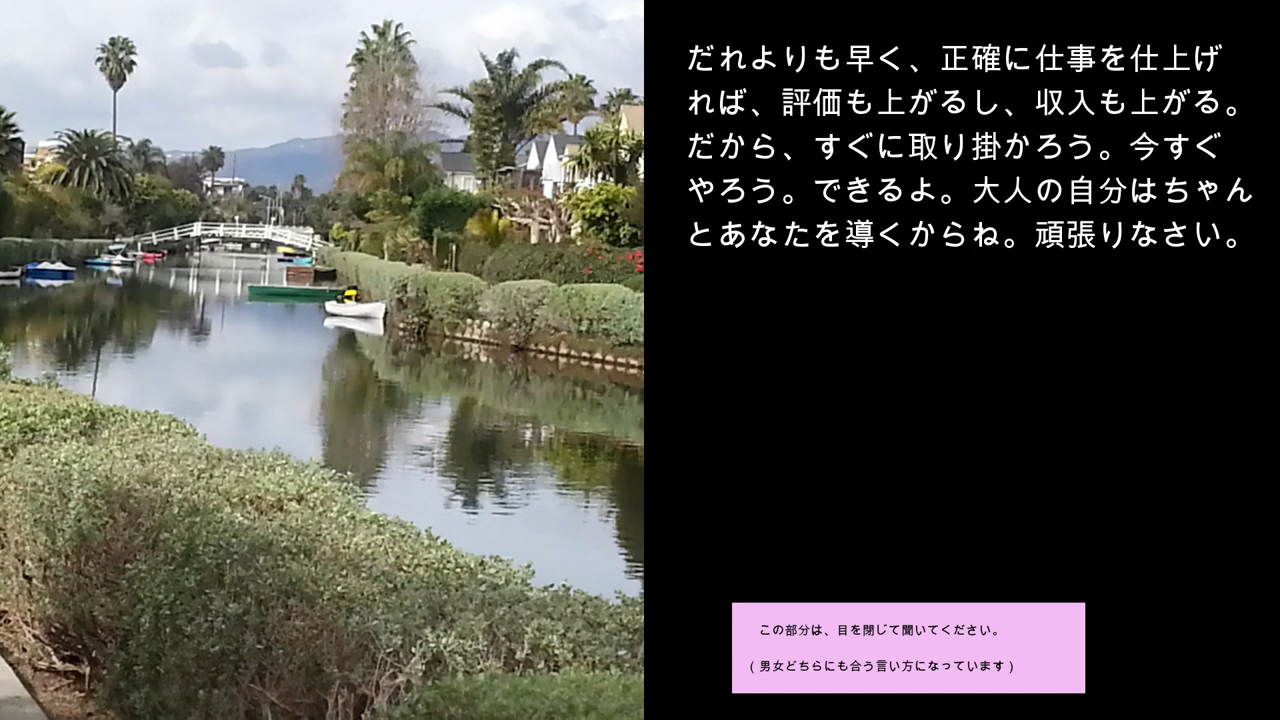 だれよりも早く、正確に仕事を仕上げ
れば、評価も上がるし、収入も上がる。
だから、すぐに取り掛かろう。今すぐ
やろう。できるよ。大人の自分はちゃん
とあなたを導くからね。頑張りなさい。
この部分は、目を閉じて聞いてください。
(男女どちらにも合う言い方になっています)